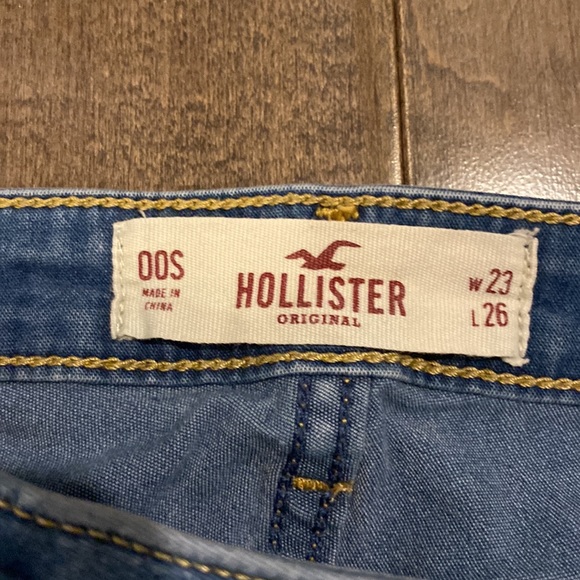 00S
MADE IN
CHINA
HOLLISTER
ORIGINAL
W 23
L 26